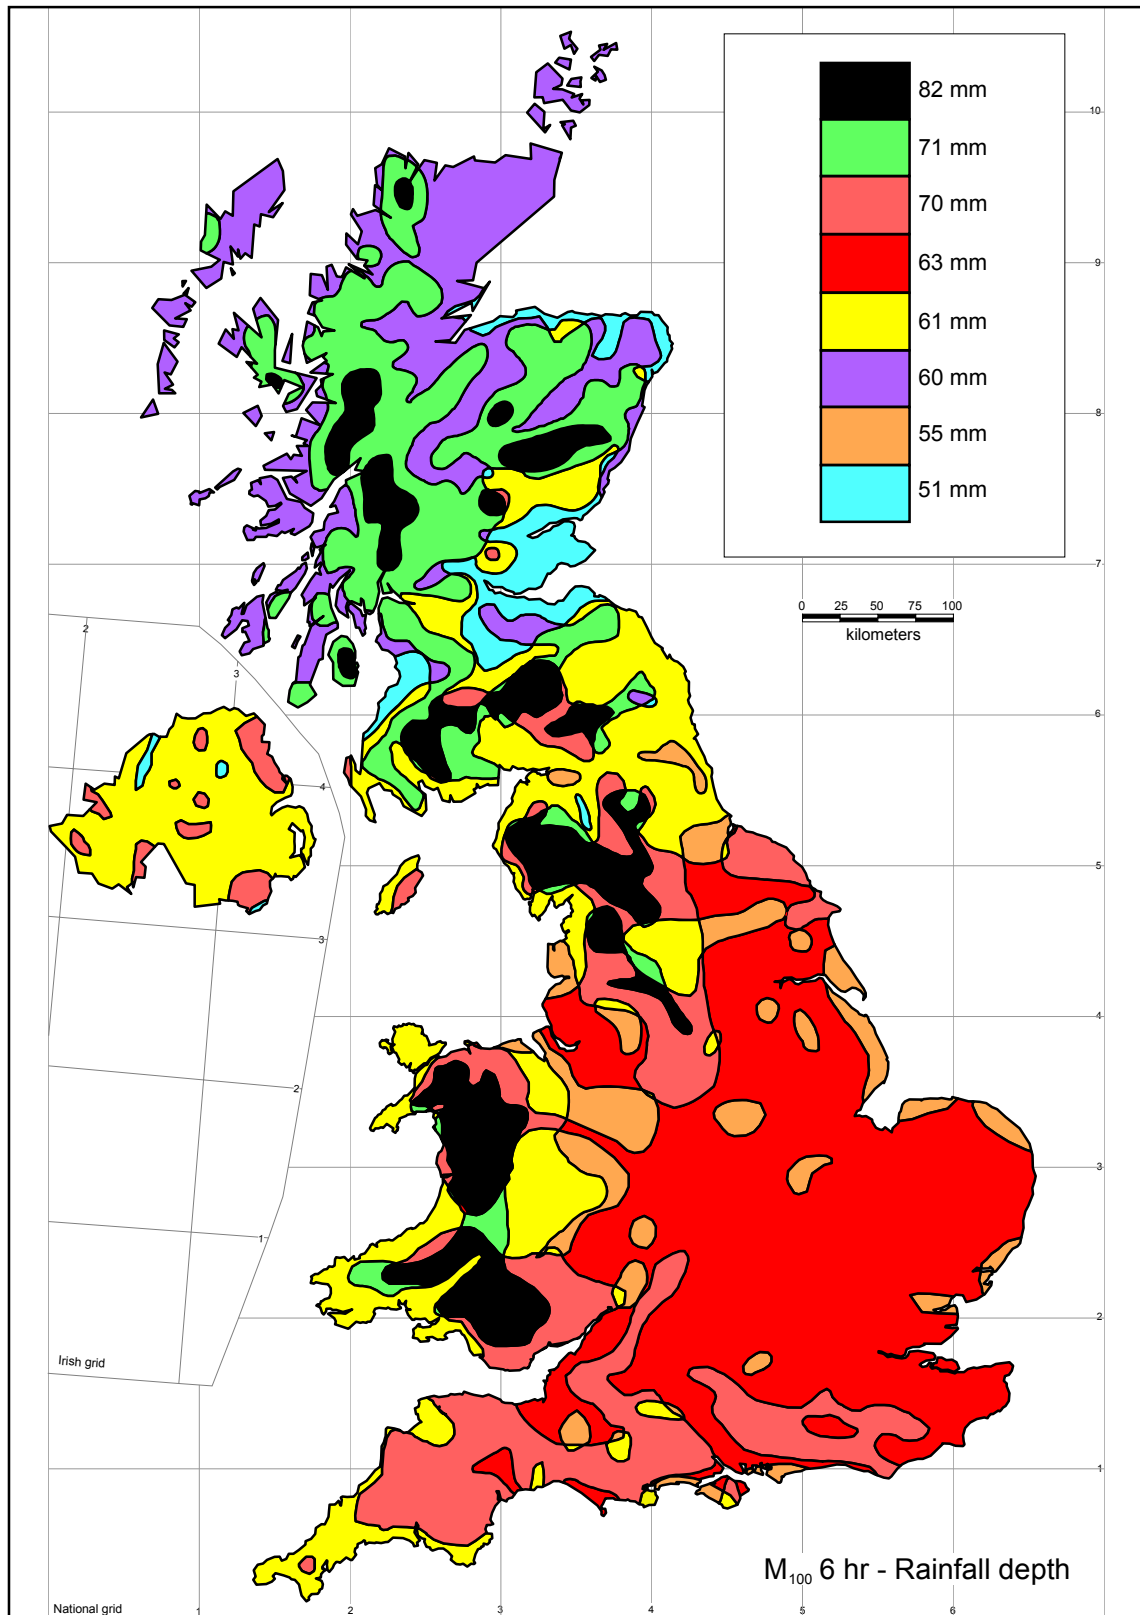 82 mm
71 mm
70 mm
63 mm
61 mm
60 mm
55 mm
51 mm
10
9
8
7
0 25 50 75 100
kilometers
2
3
6
4
5
3
4
2
3
1
2
Irish grid
1
M₁₀₀ 6 hr - Rainfall depth
National grid
1 2 3 4 5 6